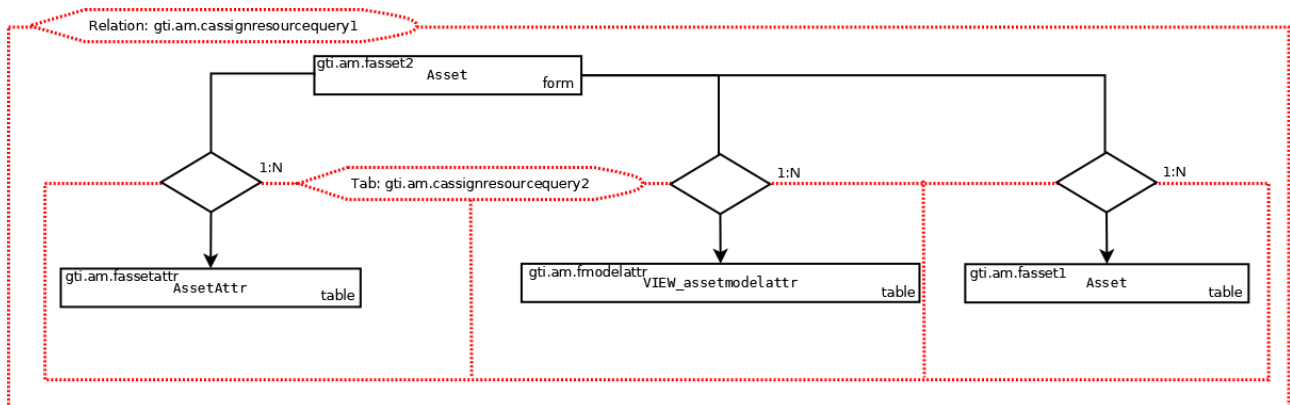 Relation: gti.am.cassignresourcequery1
gti.am.fasset2
Asset
form
1:N
Tab: gti.am.cassignresourcequery2
1:N
1:N
gti.am.fassetattr
AssetAttr
table
gti.am.fmodelattr
VIEW_assetmodelattr
table
gti.am.fasset1
Asset
table